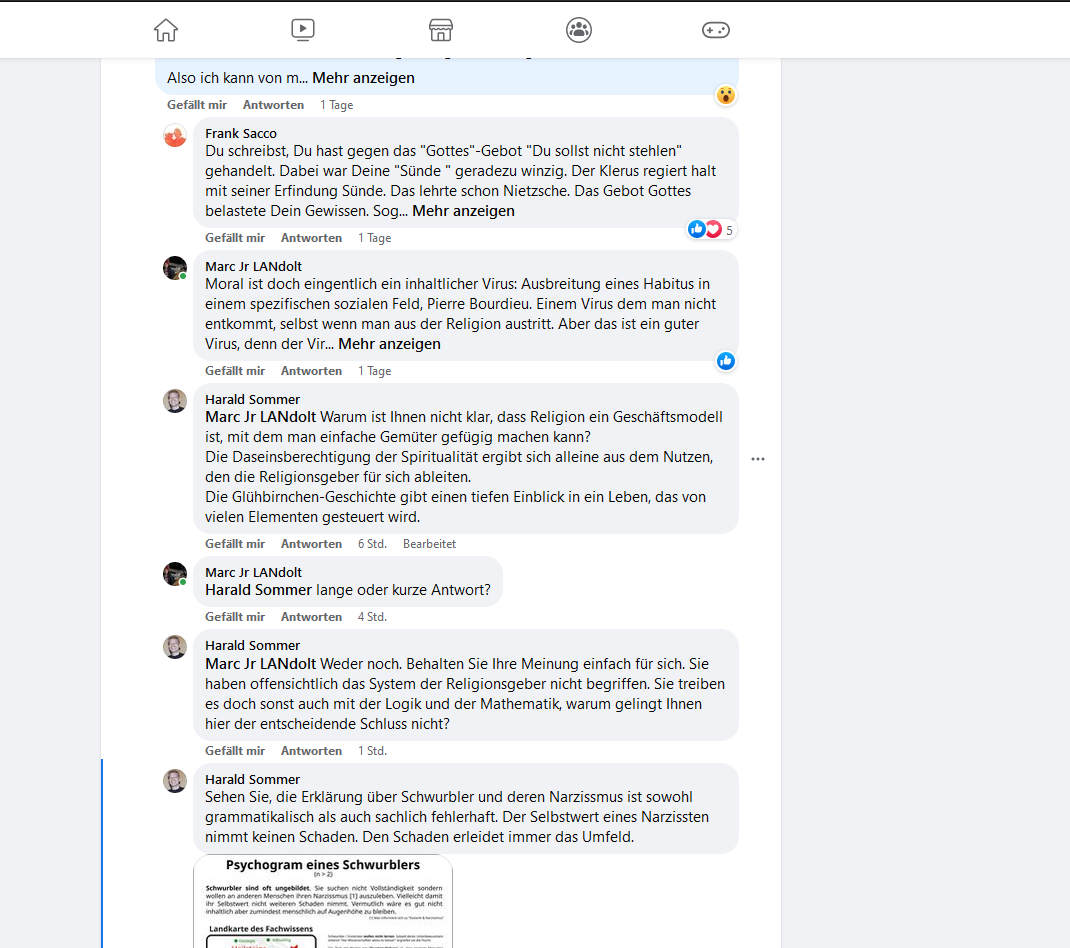 Also ich kann von m... Mehr anzeigen
Gefällt mir Antworten 1 Tage
Frank Sacco
Du schreibst, Du hast gegen das "Gottes"-Gebot "Du sollst nicht stehlen"
gehandelt. Dabei war Deine "Sünde " geradezu winzig. Der Klerus regiert halt
mit seiner Erfindung Sünde. Das lehrte schon Nietzsche. Das Gebot Gottes
belastete Dein Gewissen. Sog... Mehr anzeigen
5
Gefällt mir Antworten 1 Tage
Marc Jr LANdolt
Moral ist doch eingentlich ein inhaltlicher Virus: Ausbreitung eines Habitus in
einem spezifischen sozialen Feld, Pierre Bourdieu. Einem Virus dem man nicht
entkommt, selbst wenn man aus der Religion austritt. Aber das ist ein guter
Virus, denn der Vir... Mehr anzeigen
Gefällt mir Antworten 1 Tage
Harald Sommer
Marc Jr LANdolt Warum ist Ihnen nicht klar, dass Religion ein Geschäftsmodell
ist, mit dem man einfache Gemüter gefügig machen kann?
Die Daseinsberechtigung der Spiritualität ergibt sich alleine aus dem Nutzen,
den die Religionsgeber für sich ableiten.
Die Glühbirnchen-Geschichte gibt einen tiefen Einblick in ein Leben, das von
vielen Elementen gesteuert wird.
Gefällt mir Antworten 6 Std. Bearbeitet
Marc Jr LANdolt
Harald Sommer lange oder kurze Antwort?
Gefällt mir Antworten 4 Std.
Harald Sommer
Marc Jr LANdolt Weder noch. Behalten Sie Ihre Meinung einfach für sich. Sie
haben offensichtlich das System der Religionsgeber nicht begriffen. Sie treiben
es doch sonst auch mit der Logik und der Mathematik, warum gelingt Ihnen
hier der entscheidende Schluss nicht?
Gefällt mir Antworten 1 Std.
Harald Sommer
Sehen Sie, die Erklärung über Schwurbler und deren Narzissmus ist sowohl
grammatikalisch als auch sachlich fehlerhaft. Der Selbstwert eines Narzissten
nimmt keinen Schaden. Den Schaden erleidet immer das Umfeld.
Psychogram eines Schwurblers
(n > 2)
Schwurbler sind oft ungebildet. Sie suchen nicht Vollständigkeit sondern
wollen an anderen Menschen ihren Narzissmus [1] auszuleben. Vielleicht damit
ihr Selbstwert nicht weiteren Schaden nimmt. Vermutlich wäre es gut nicht
inhaltlich aber zumindest menschlich auf Augenhöhe zu bleiben.
Landkarte des Fachwissens